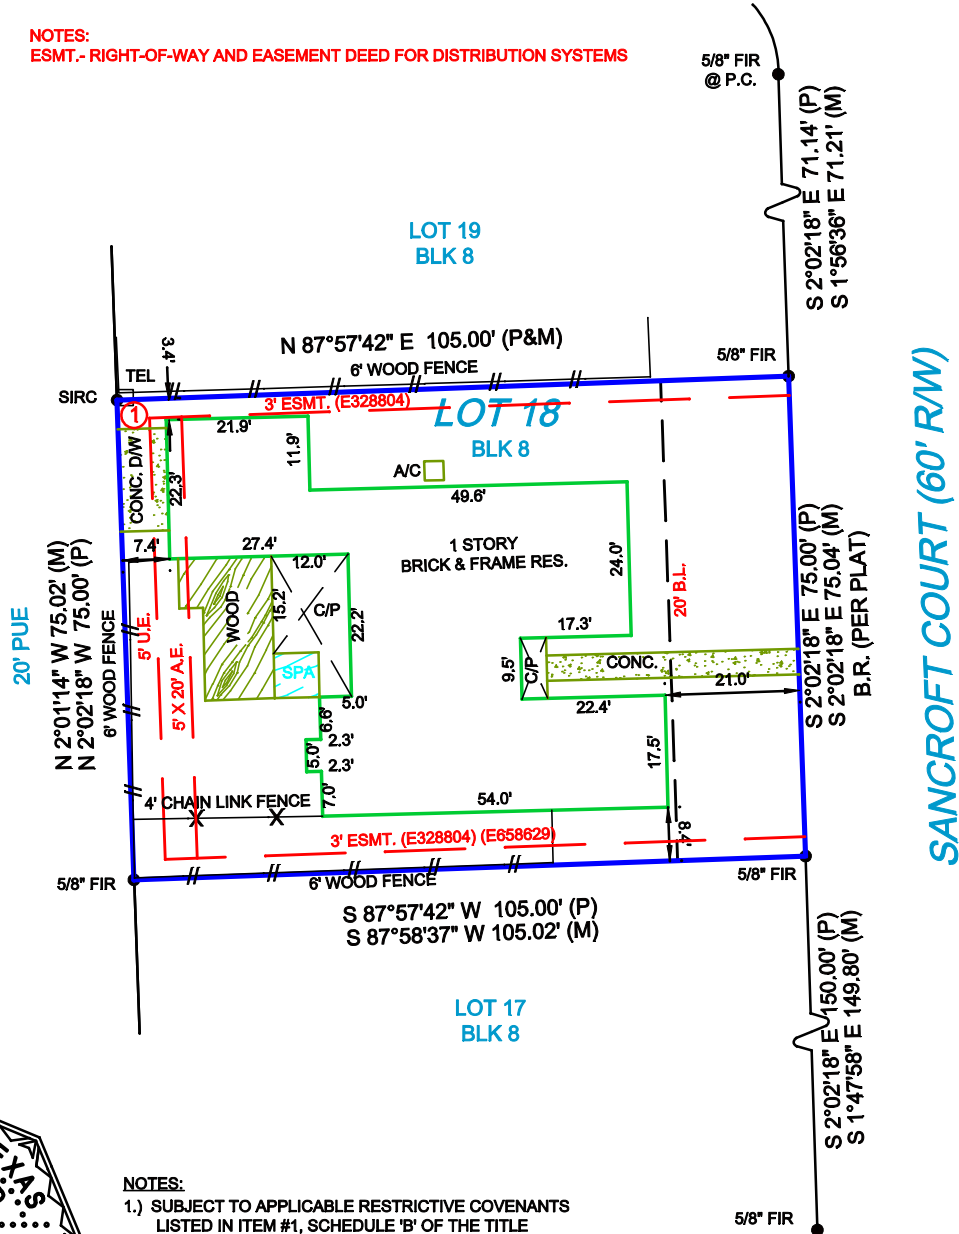 NOTES:
ESMT.- RIGHT-OF-WAY AND EASEMENT DEED FOR DISTRIBUTION SYSTEMS
5/8" FIR
@ P.C.
S 2°02'18" E 71.14' (P)
S 1°56'36" E 71.21' (M)
LOT 19
BLK 8
N 87°57'42" E 105.00' (P&M)
6' WOOD FENCE
5/8" FIR
3.4'
TEL
SIRC
1
3' ESMT. (E328804)
LOT 18
BLK 8
21.9'
11.9'
A/C
49.6'
CONC. D/W
22.3'
7.4'
27.4'
12.0'
1 STORY
BRICK & FRAME RES.
24.0'
20' B.L.
15.2'
C/P
22.2'
WOOD
SPA
5.0'
17.3'
9.5'
C/P
CONC.
21.0'
22.4'
17.5'
6.6'
2.3'
5.0'
2.3'
7.0'
54.0'
8.4'
5' U.E.
5' X 20' A.E.
6' WOOD FENCE
N 2°01'14" W 75.02' (M)
N 2°02'18" W 75.00' (P)
20' PUE
4' CHAIN LINK FENCE
X X
3' ESMT. (E328804) (E658629)
6' WOOD FENCE
5/8" FIR
5/8" FIR
S 2°02'18" E 75.00' (P)
S 2°02'18" E 75.04' (M)
B.R. (PER PLAT)
SANCROFT COURT (60' R/W)
S 87°57'42" W 105.00' (P)
S 87°58'37" W 105.02' (M)
LOT 17
BLK 8
S 2°02'18" E 150.00' (P)
S 1°47'58" E 149.80' (M)
5/8" FIR
EXAS
NOTES:
1.) SUBJECT TO APPLICABLE RESTRICTIVE COVENANTS
LISTED IN ITEM #1, SCHEDULE 'B' OF THE TITLE